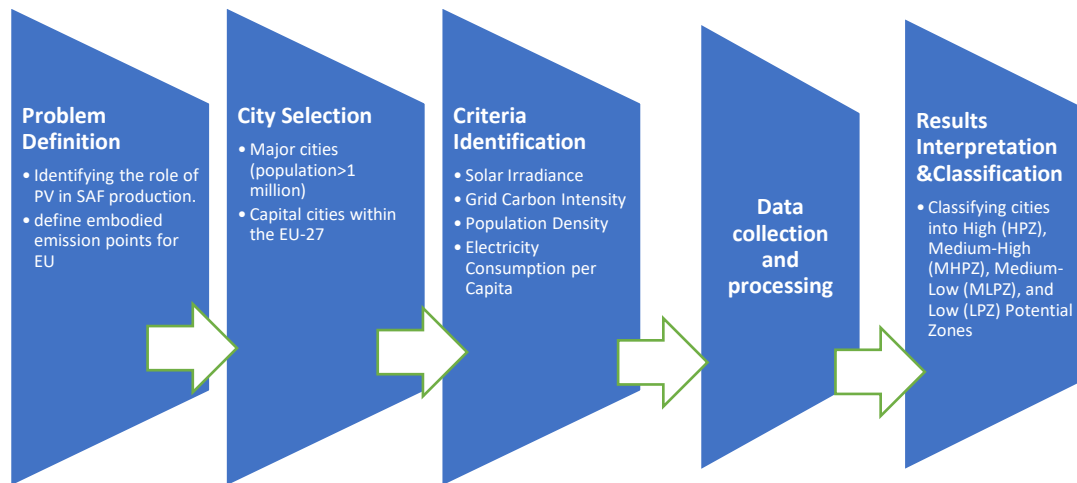 Problem
Definition
• Identifying the role of
PV in SAF production.
• define embodied
emission points for
EU
City Selection
• Major cities
(population>1
million)
• Capital cities within
the EU-27
Criteria
Identification
• Solar Irradiance
• Grid Carbon Intensity
• Population Density
• Electricity
Consumption per
Capita
Data
collection
and
processing
Results
Interpretation
&Classification
• Classifying cities
into High (HPZ),
Medium-High
(MHPZ), Medium-
Low (MLPZ), and
Low (LPZ) Potential
Zones